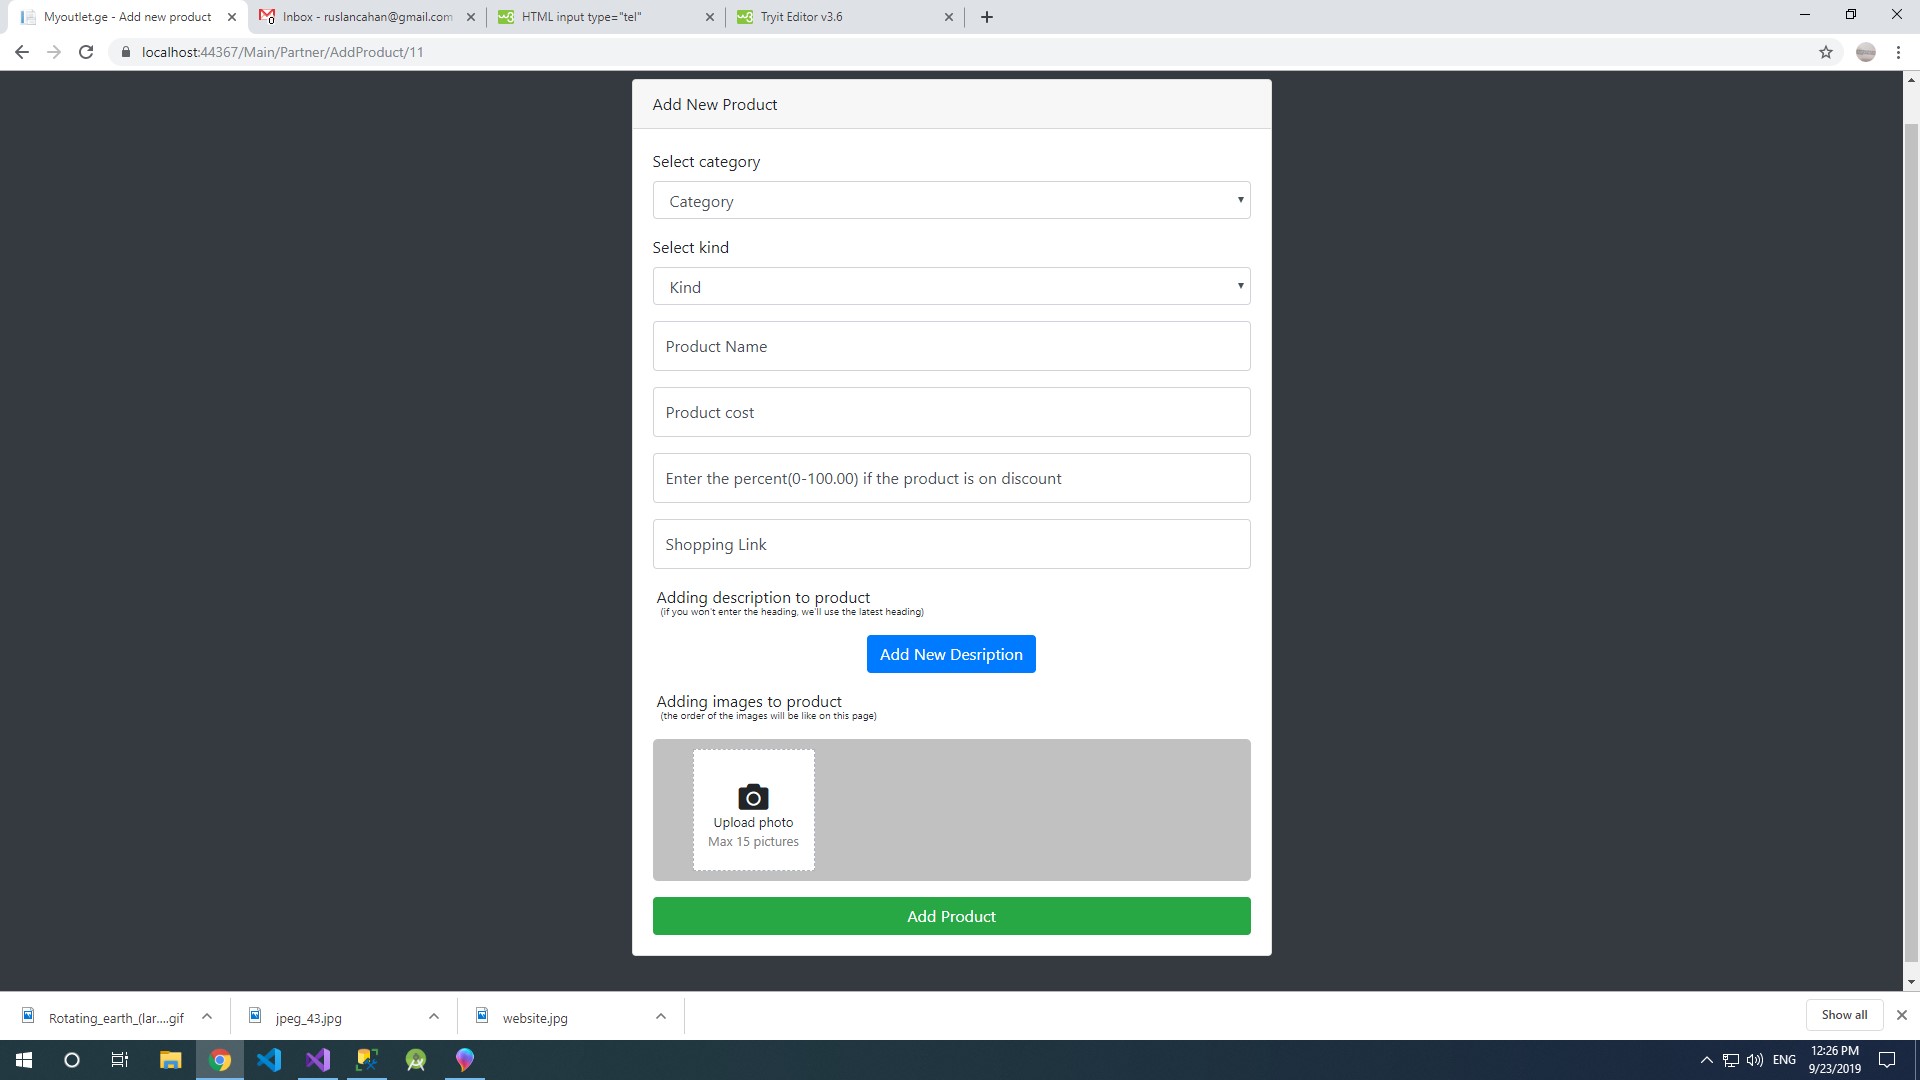 Myoutlet.ge - Add new product
Inbox - ruslancahan@gmail.com
HTML input type="tel"
Tryit Editor v3.6
localhost:44367/Main/Partner/AddProduct/11
Add New Product
Select category
Category
Select kind
Kind
Product Name
Product cost
Enter the percent(0-100.00) if the product is on discount
Shopping Link
Adding description to product
(if you won't enter the heading, we'll use the latest heading)
Add New Desription
Adding images to product
(the order of the images will be like on this page)
Upload photo
Max 15 pictures
Add Product
Rotating_earth_(lar....gif
jpeg_43.jpg
website.jpg
Show all
ENG
12:26 PM
9/23/2019